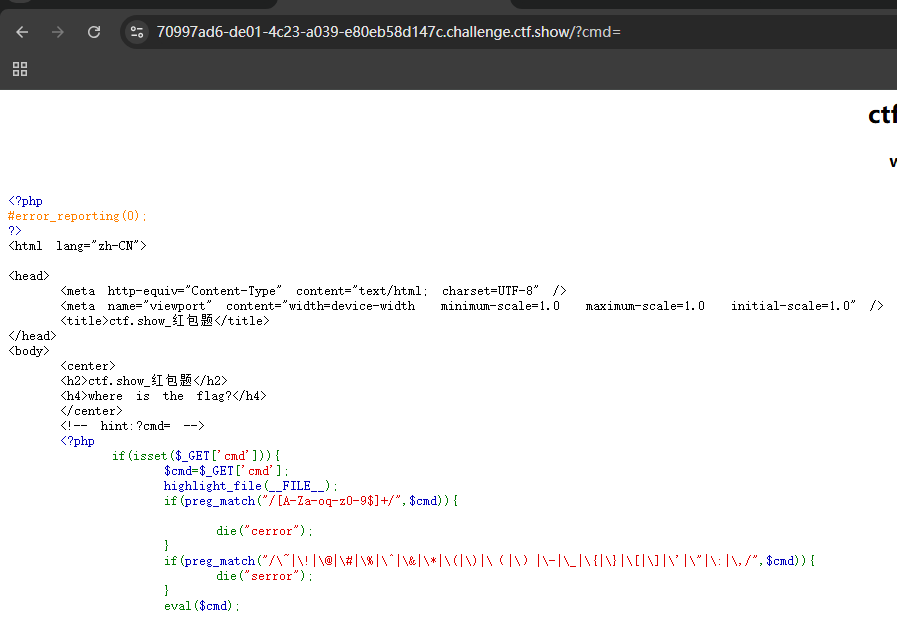 70997ad6-de01-4c23-a039-e80eb58d147c.challenge.ctf.show/?cmd=
ctf
w
<?php
#error_reporting(0);
?>
<html lang="zh-CN">
<head>
<meta http-equiv="Content-Type" content="text/html; charset=UTF-8" />
<meta name="viewport" content="width=device-width minimum-scale=1.0 maximum-scale=1.0 initial-scale=1.0" />
<title>ctf.show_红包题</title>
</head>
<body>
<center>
<h2>ctf.show_红包题</h2>
<h4>where is the flag?</h4>
</center>
<!-- hint:?cmd= -->
<?php
if(isset($_GET['cmd'])){
$cmd=$_GET['cmd'];
highlight_file(__FILE__);
if(preg_match("/[A-Za-oq-z0-9$]+/",$cmd)){
die("cerror");
}
if(preg_match("/\~|\!|\@|\#|\%|\^|\&|\*|\(|\)|\（|\）|\-|\_|\{|\}|\[|\]|\'|\"|\:|\,/",$cmd)){
die("serror");
}
eval($cmd);